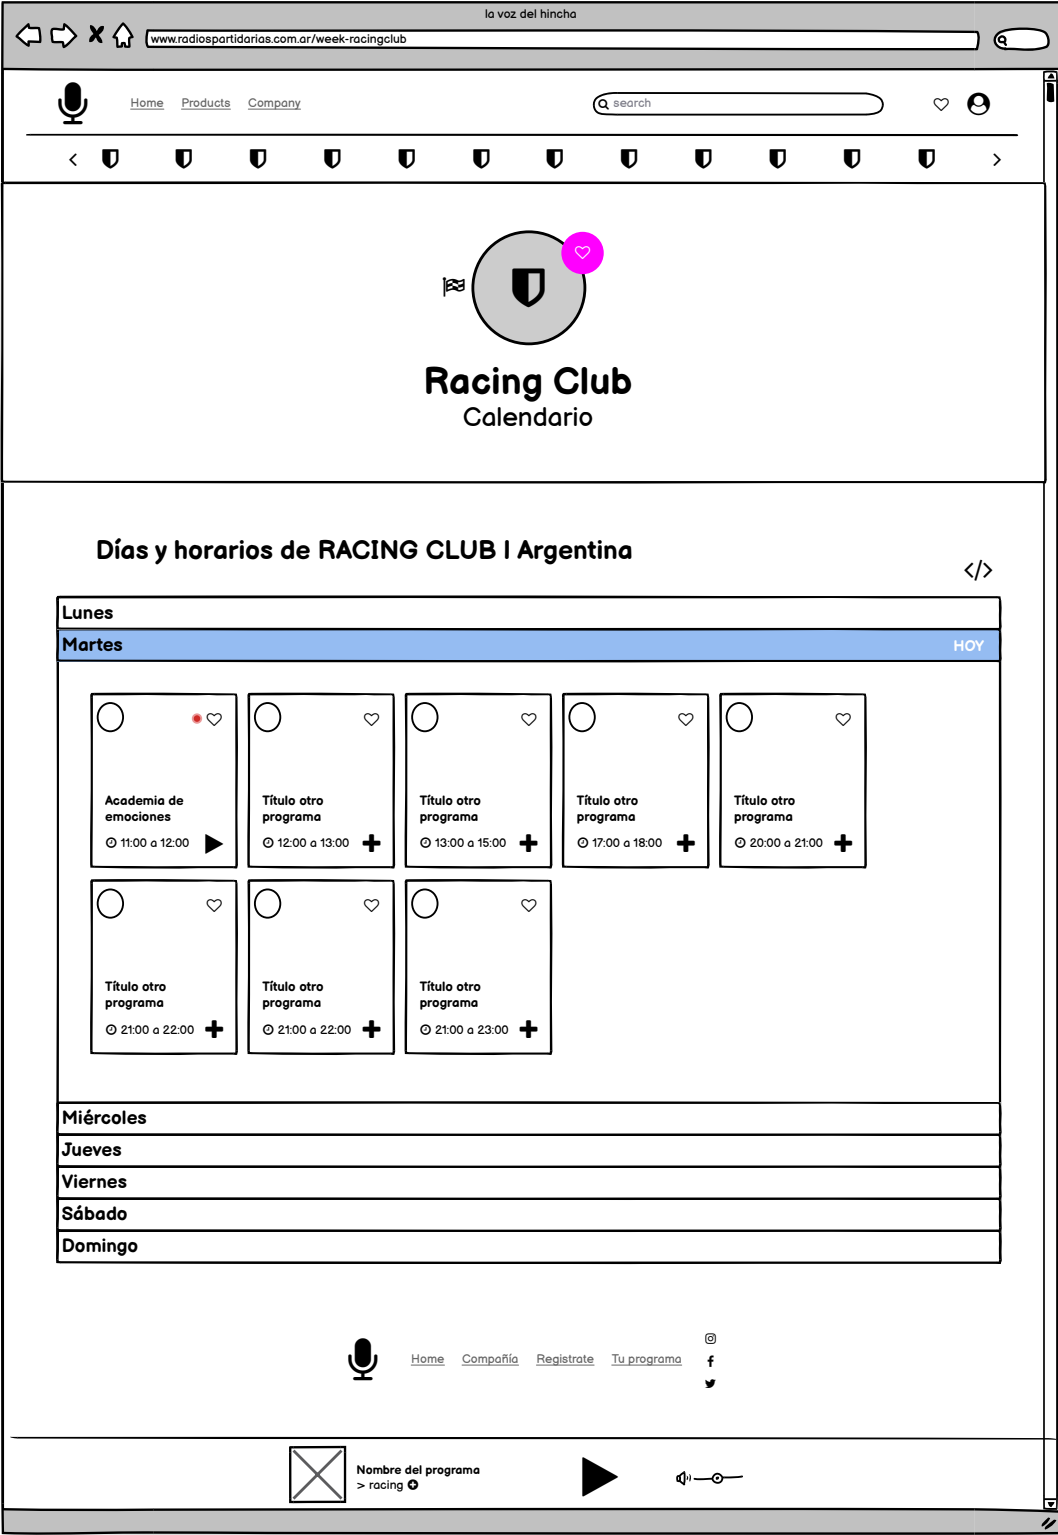 la voz del hincha
www.radiospartidarias.com.ar/week-racingclub
Home Products Company
search
Racing Club
Calendario
Días y horarios de RACING CLUB | Argentina
</>
Lunes
Martes HOY
Academia de
emociones
11:00 a 12:00
Título otro
programa
12:00 a 13:00
Título otro
programa
13:00 a 15:00
Título otro
programa
17:00 a 18:00
Título otro
programa
20:00 a 21:00
Título otro
programa
21:00 a 22:00
Título otro
programa
21:00 a 22:00
Título otro
programa
21:00 a 23:00
Miércoles
Jueves
Viernes
Sábado
Domingo
Home Compañía Registrate Tu programa
Nombre del programa
> racing